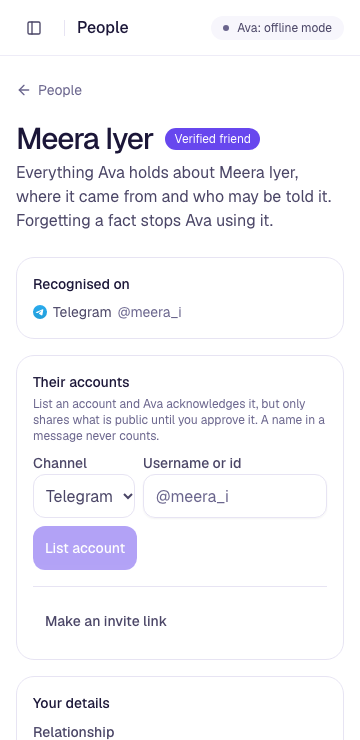 People
Ava: offline mode
People
Meera Iyer
Verified friend
Everything Ava holds about Meera Iyer,
where it came from and who may be told it.
Forgetting a fact stops Ava using it.
Recognised on
Telegram @meera_i
Their accounts
List an account and Ava acknowledges it, but only
shares what is public until you approve it. A name in a
message never counts.
Channel
Username or id
Telegram
@meera_i
List account
Make an invite link
Your details
Relationship